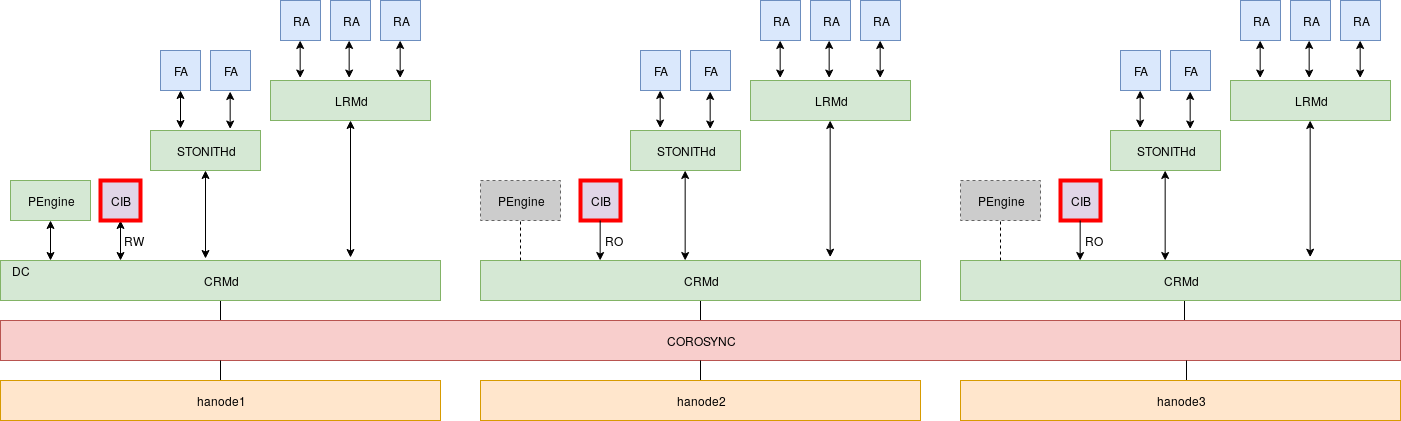 RA RA RA
RA RA RA
RA RA RA
FA FA
FA FA
FA FA
LRMd
LRMd
LRMd
STONITHd
STONITHd
STONITHd
PEngine
CIB
PEngine
CIB
PEngine
CIB
RW
RO
RO
DC
CRMd
CRMd
CRMd
COROSYNC
hanode1
hanode2
hanode3